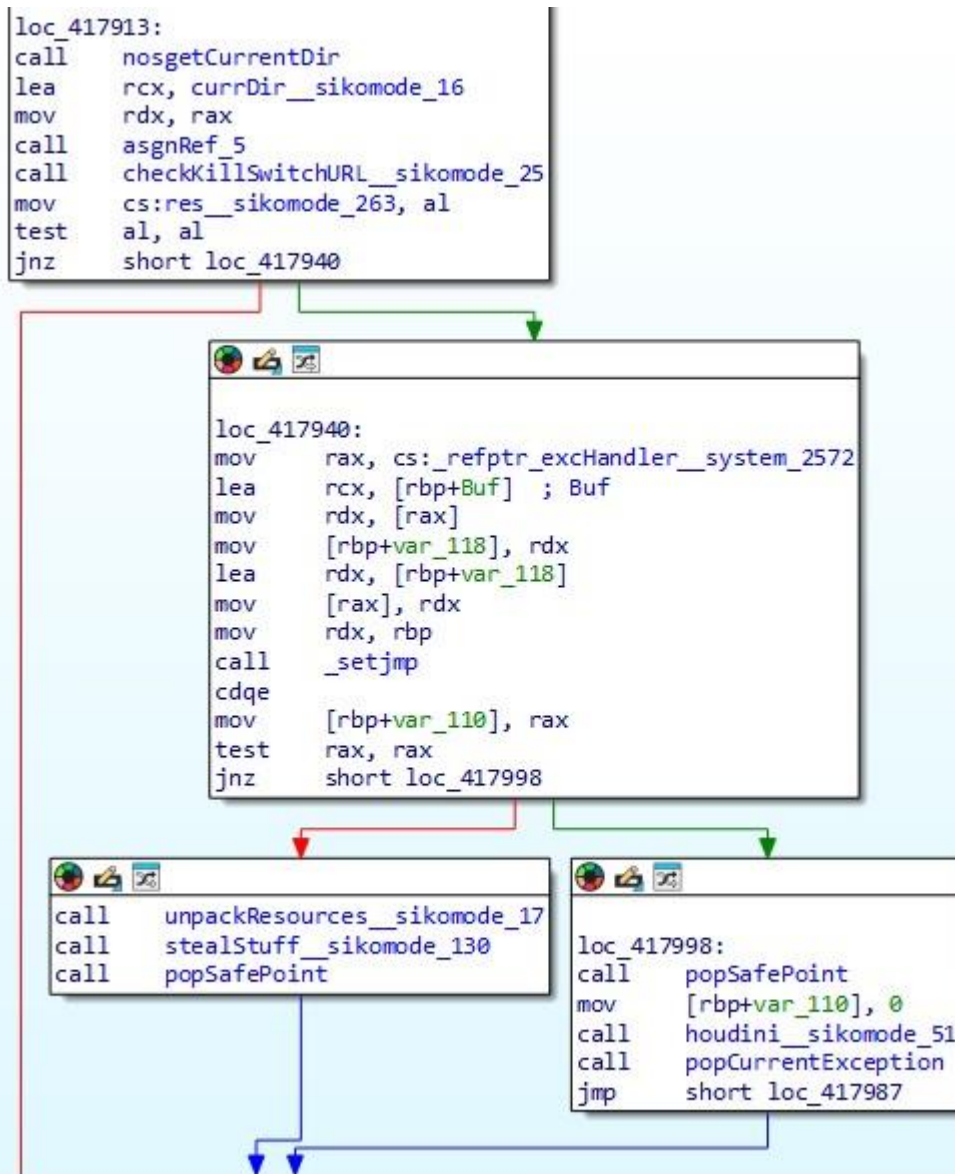 loc_417913:
call nosgetCurrentDir
lea rcx, currDir__sikomode_16
mov rdx, rax
call asgnRef_5
call checkKillSwitchURL__sikomode_25
mov cs:res__sikomode_263, al
test al, al
jnz short loc_417940
loc_417940:
mov rax, cs:_refptr_excHandler__system_2572
lea rcx, [rbp+Buf] ; Buf
mov rdx, [rax]
mov [rbp+var_118], rdx
lea rdx, [rbp+var_118]
mov [rax], rdx
mov rdx, rbp
call _setjmp
cdqe
mov [rbp+var_110], rax
test rax, rax
jnz short loc_417998
call unpackResources__sikomode_17
call stealStuff__sikomode_130
call popSafePoint
loc_417998:
call popSafePoint
mov [rbp+var_110], 0
call houdini__sikomode_51
call popCurrentException
jmp short loc_417987